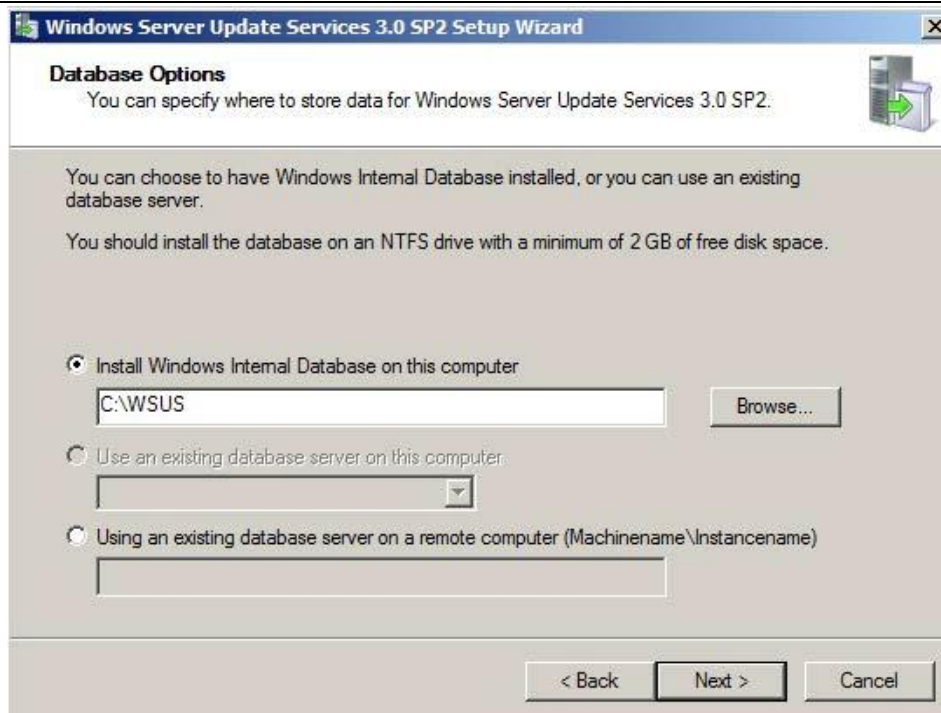 Windows Server Update Services 3.0 SP2 Setup Wizard
Database Options
You can specify where to store data for Windows Server Update Services 3.0 SP2.
You can choose to have Windows Internal Database installed, or you can use an existing
database server.
You should install the database on an NTFS drive with a minimum of 2 GB of free disk space.
Install Windows Internal Database on this computer
C:\WSUS
Browse...
Use an existing database server on this computer
Using an existing database server on a remote computer (Machinename\Instancename)
< Back
Next >
Cancel